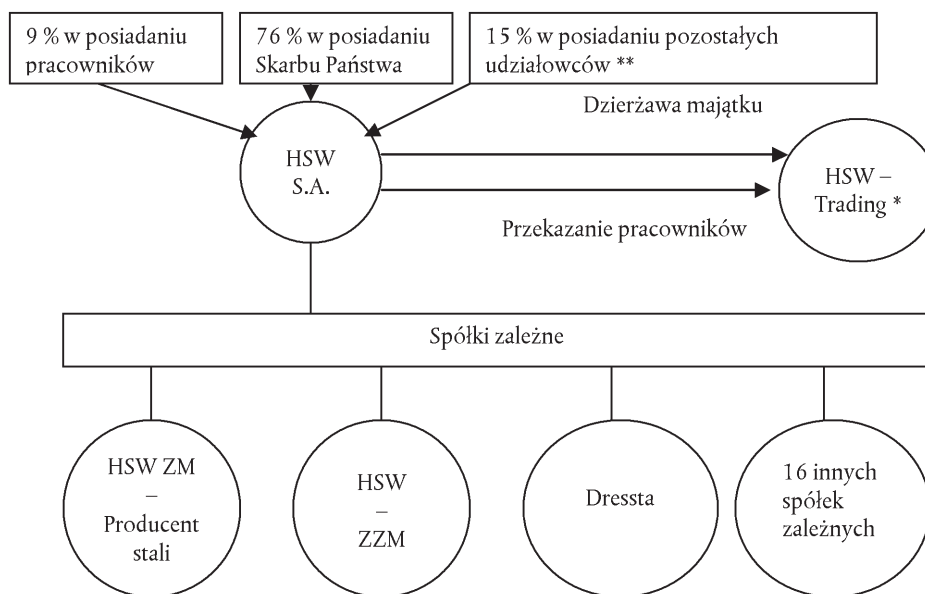 9 % w posiadaniu
pracowników
76 % w posiadaniu
Skarbu Państwa
15 % w posiadaniu pozostałych
udziałowców **
Dzierżawa majątku
HSW
S.A.
HSW –
Trading *
Przekazanie pracowników
Spółki zależne
HSW ZM
–
Producent
stali
HSW
–
ZZM
Dressta
16 innych
spółek
zależnych